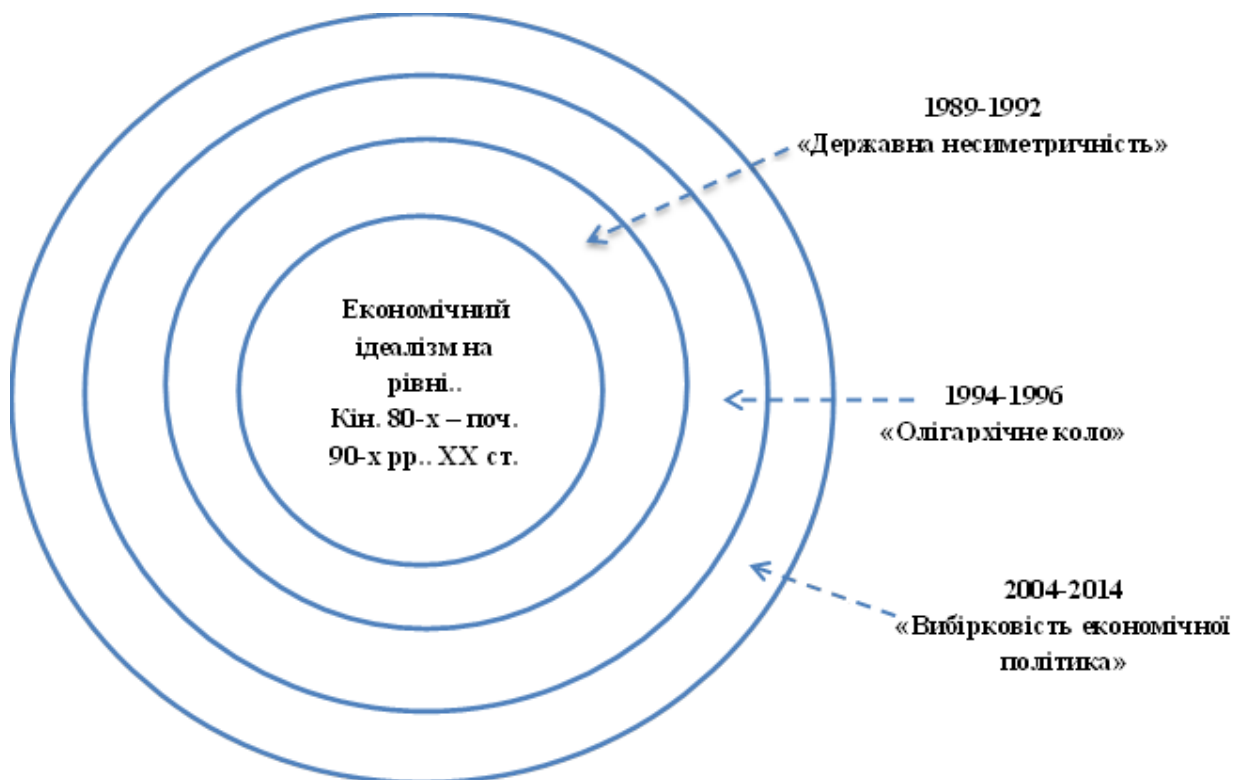 1989-1992
«Державна несиметричність»
Економічний
ідеалізм на
рівні..
Кін. 80-х – поч.
90-х рр.. XX ст.
1994-1996
«Олігархічне коло»
2004-2014
«Вибірковість економічної
політика»